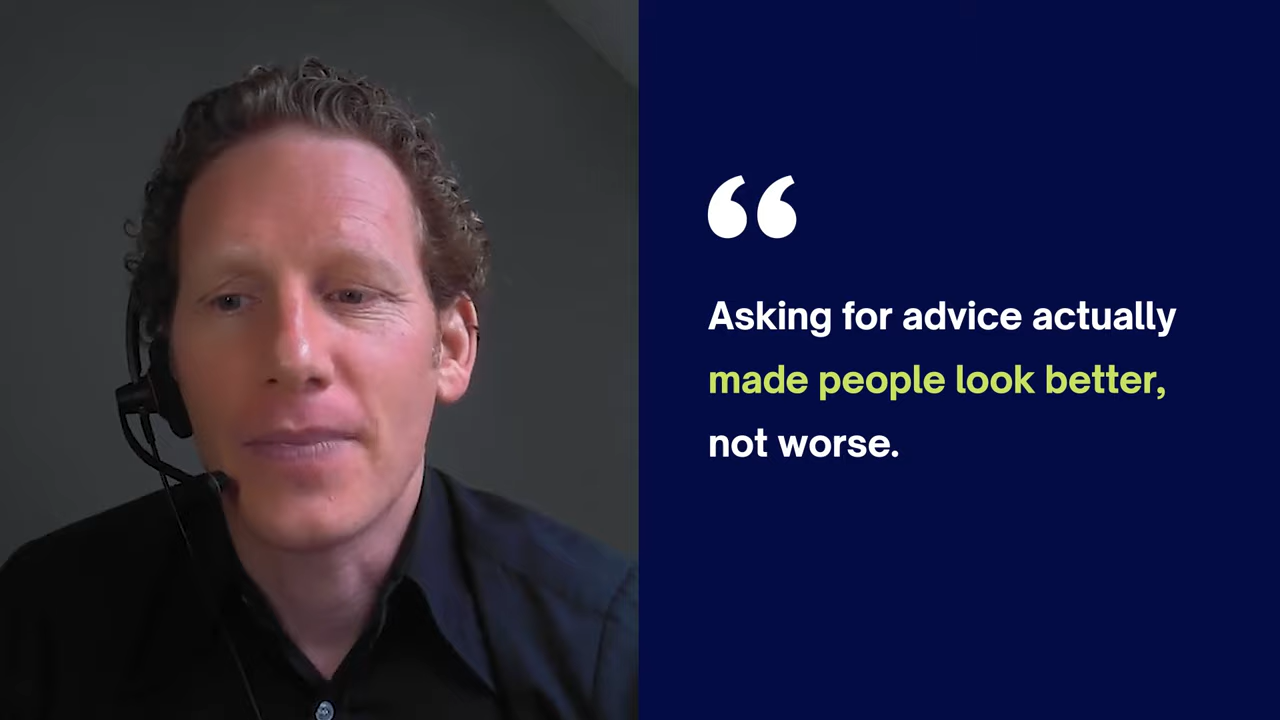 “
Asking for advice actually
made people look better,
not worse.